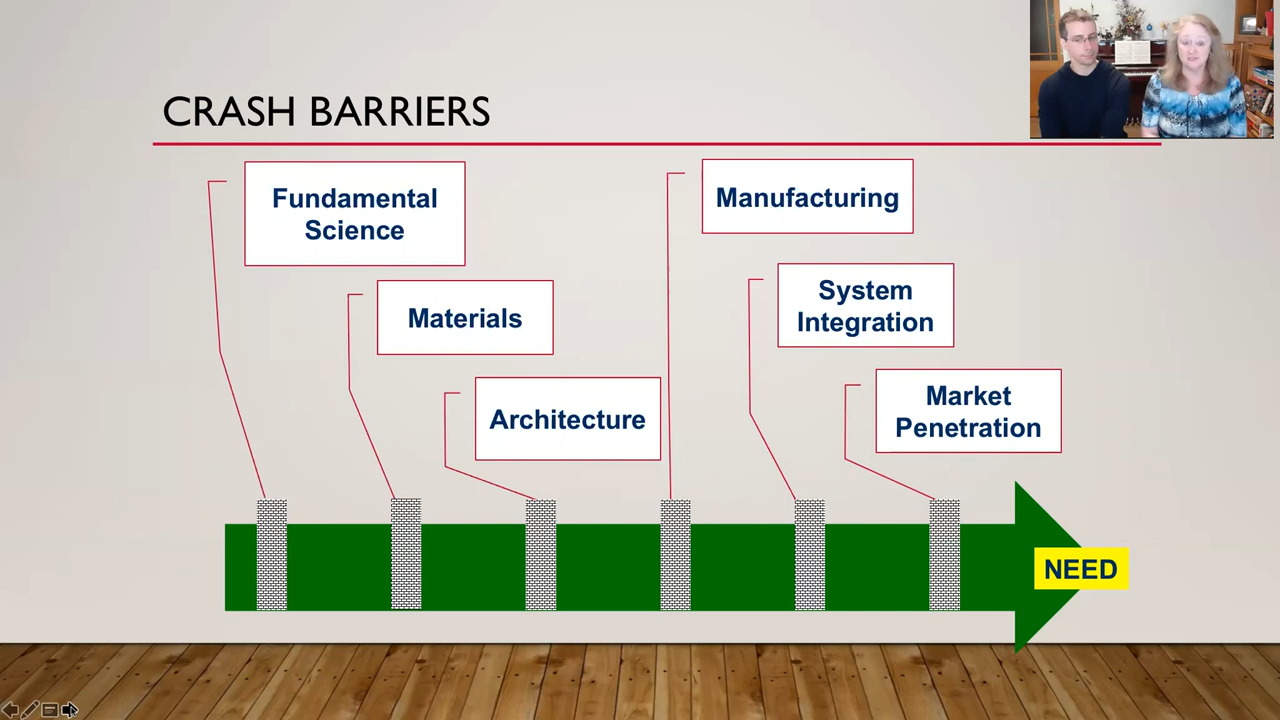 CRASH BARRIERS
Fundamental
Science
Materials
Architecture
Manufacturing
System
Integration
Market
Penetration
NEED